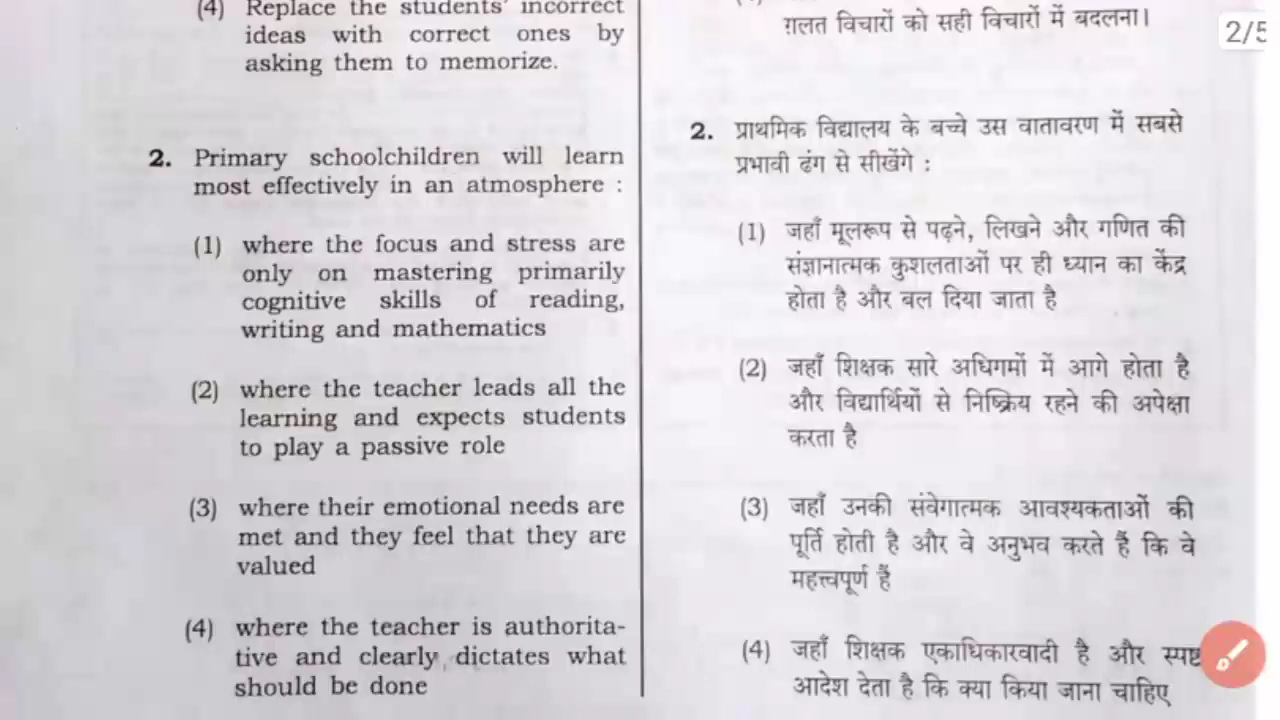 (4) Replace the students' incorrect
ideas with correct ones by
asking them to memorize.
2. Primary schoolchildren will learn
most effectively in an atmosphere :
(1) where the focus and stress are
only on mastering primarily
cognitive skills of reading,
writing and mathematics
(2) where the teacher leads all the
learning and expects students
to play a passive role
(3) where their emotional needs are
met and they feel that they are
valued
(4) where the teacher is authorita-
tive and clearly dictates what
should be done
ग़लत विचारों को सही विचारों में बदलना।
2. प्राथमिक विद्यालय के बच्चे उस वातावरण में सबसे
प्रभावी ढंग से सीखेंगे :
(1) जहाँ मूलरूप से पढ़ने, लिखने और गणित की
संज्ञानात्मक कुशलताओं पर ही ध्यान का केंद्र
होता है और बल दिया जाता है
(2) जहाँ शिक्षक सारे अधिगमों में आगे होता है
और विद्यार्थियों से निष्क्रिय रहने की अपेक्षा
करता है
(3) जहाँ उनकी संवेगात्मक आवश्यकताओं की
पूर्ति होती है और वे अनुभव करते हैं कि वे
महत्त्वपूर्ण हैं
(4) जहाँ शिक्षक एकाधिकारवादी है और स्पष्ट
आदेश देता है कि क्या किया जाना चाहिए
2/5